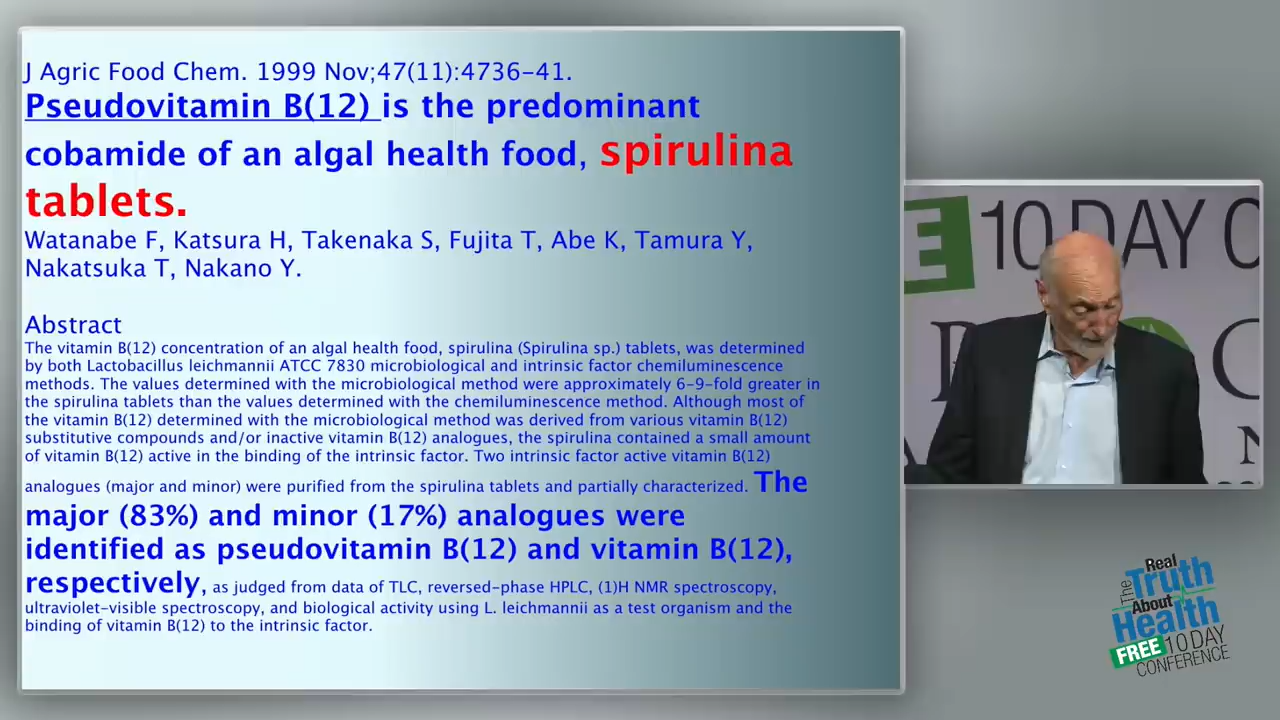 J Agric Food Chem. 1999 Nov;47(11):4736-41.
Pseudovitamin B(12) is the predominant
cobamide of an algal health food, spirulina
tablets.
Watanabe F, Katsura H, Takenaka S, Fujita T, Abe K, Tamura Y,
Nakatsuka T, Nakano Y.
Abstract
The vitamin B(12) concentration of an algal health food, spirulina (Spirulina sp.) tablets, was determined
by both Lactobacillus leichmannii ATCC 7830 microbiological and intrinsic factor chemiluminescence
methods. The values determined with the microbiological method were approximately 6-9-fold greater in
the spirulina tablets than the values determined with the chemiluminescence method. Although most of
the vitamin B(12) determined with the microbiological method was derived from various vitamin B(12)
substitutive compounds and/or inactive vitamin B(12) analogues, the spirulina contained a small amount
of vitamin B(12) active in the binding of the intrinsic factor. Two intrinsic factor active vitamin B(12)
analogues (major and minor) were purified from the spirulina tablets and partially characterized. The
major (83%) and minor (17%) analogues were
identified as pseudovitamin B(12) and vitamin B(12),
respectively, as judged from data of TLC, reversed-phase HPLC, (1)H NMR spectroscopy,
ultraviolet-visible spectroscopy, and biological activity using L. leichmannii as a test organism and the
binding of vitamin B(12) to the intrinsic factor.
10 DAY
The Real
Truth
About
Health
FREE 10 DAY
CONFERENCE